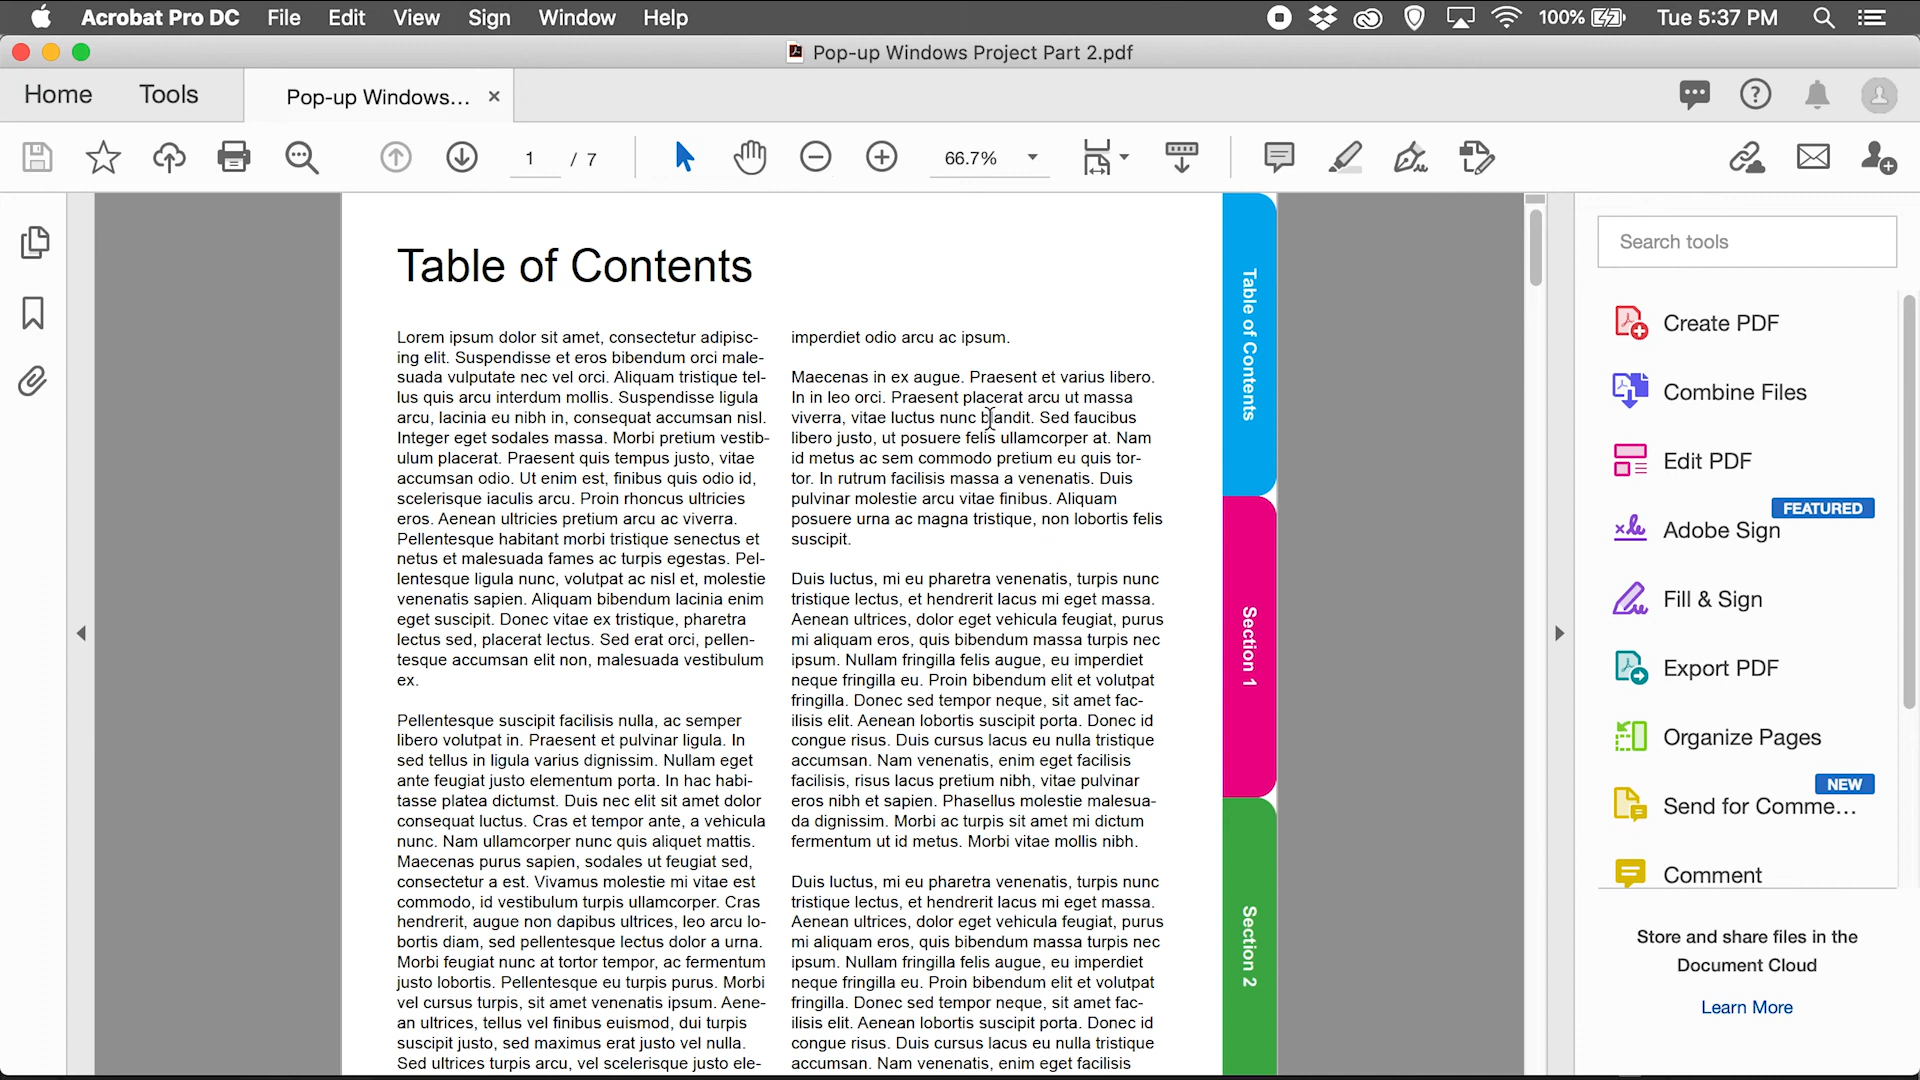 Acrobat Pro DC File Edit View Sign Window Help 100% Tue 5:37 PM
Pop-up Windows Project Part 2.pdf
Home Tools Pop-up Windows...
1 / 7 66.7%
Table of Contents
Lorem ipsum dolor sit amet, consectetur adipisc-
ing elit. Suspendisse et eros bibendum orci male-
suada vulputate nec vel orci. Aliquam tristique tel-
lus quis arcu interdum mollis. Suspendisse ligula
arcu, lacinia eu nibh in, consequat accumsan nisl.
Integer eget sodales massa. Morbi pretium vestib-
ulum placerat. Praesent quis tempus justo, vitae
accumsan odio. Ut enim est, finibus quis odio id,
scelerisque iaculis arcu. Proin rhoncus ultricies
eros. Aenean ultricies pretium arcu ac viverra.
Pellentesque habitant morbi tristique senectus et
netus et malesuada fames ac turpis egestas. Pel-
lentesque ligula nunc, volutpat ac nisl et, molestie
venenatis sapien. Aliquam bibendum lacinia enim
eget suscipit. Donec vitae ex tristique, pharetra
lectus sed, placerat lectus. Sed erat orci, pellen-
tesque accumsan elit non, malesuada vestibulum
ex.
Pellentesque suscipit facilisis nulla, ac semper
libero volutpat in. Praesent et pulvinar ligula. In
sed tellus in ligula varius dignissim. Nullam eget
ante feugiat justo elementum porta. In hac habi-
tasse platea dictumst. Duis nec elit sit amet dolor
consequat luctus. Cras et tempor ante, a vehicula
nunc. Nam ullamcorper nunc quis aliquet mattis.
Maecenas purus sapien, sodales ut feugiat sed,
consectetur a est. Vivamus molestie mi vitae est
commodo, id vestibulum turpis ullamcorper. Cras
hendrerit, augue non dapibus ultrices, leo arcu lo-
bortis diam, sed pellentesque lectus dolor a urna.
Morbi feugiat nunc at tortor tempor, ac fermentum
justo lobortis. Pellentesque eu turpis purus. Morbi
vel cursus turpis, sit amet venenatis ipsum. Aene-
an ultrices, tellus vel finibus euismod, dui turpis
suscipit justo, sed maximus erat justo vel nulla.
Sed ultrices turpis arcu, vel scelerisque justo ele-
imperdiet odio arcu ac ipsum.
Maecenas in ex augue. Praesent et varius libero.
In in leo orci. Praesent placerat arcu ut massa
viverra, vitae luctus nunc blandit. Sed faucibus
libero justo, ut posuere felis ullamcorper at. Nam
id metus ac sem commodo pretium eu quis tor-
tor. In rutrum facilisis massa a venenatis. Duis
pulvinar molestie arcu vitae finibus. Aliquam
posuere urna ac magna tristique, non lobortis felis
suscipit.
Duis luctus, mi eu pharetra venenatis, turpis nunc
tristique lectus, et hendrerit lacus mi eget massa.
Aenean ultrices, dolor eget vehicula feugiat, purus
mi aliquam eros, quis bibendum massa turpis nec
ipsum. Nullam fringilla felis augue, eu imperdiet
neque fringilla eu. Proin bibendum elit et volutpat
fringilla. Donec sed tempor neque, sit amet fac-
ilisis elit. Aenean lobortis suscipit porta. Donec id
congue risus. Duis cursus lacus eu nulla tristique
accumsan. Nam venenatis, enim eget facilisis
facilisis, risus lacus pretium nibh, vitae pulvinar
eros nibh et sapien. Phasellus molestie malesua-
da dignissim. Morbi ac turpis sit amet mi dictum
fermentum ut id metus. Morbi vitae mollis nibh.
Duis luctus, mi eu pharetra venenatis, turpis nunc
tristique lectus, et hendrerit lacus mi eget massa.
Aenean ultrices, dolor eget vehicula feugiat, purus
mi aliquam eros, quis bibendum massa turpis nec
ipsum. Nullam fringilla felis augue, eu imperdiet
neque fringilla eu. Proin bibendum elit et volutpat
fringilla. Donec sed tempor neque, sit amet fac-
ilisis elit. Aenean lobortis suscipit porta. Donec id
congue risus. Duis cursus lacus eu nulla tristique
accumsan. Nam venenatis, enim eget facilisis
Table of Contents
Section 1
Section 2
Search tools
Create PDF
Combine Files
Edit PDF
FEATURED
Adobe Sign
Fill & Sign
Export PDF
Organize Pages
NEW
Send for Comme...
Comment
Store and share files in the
Document Cloud
Learn More